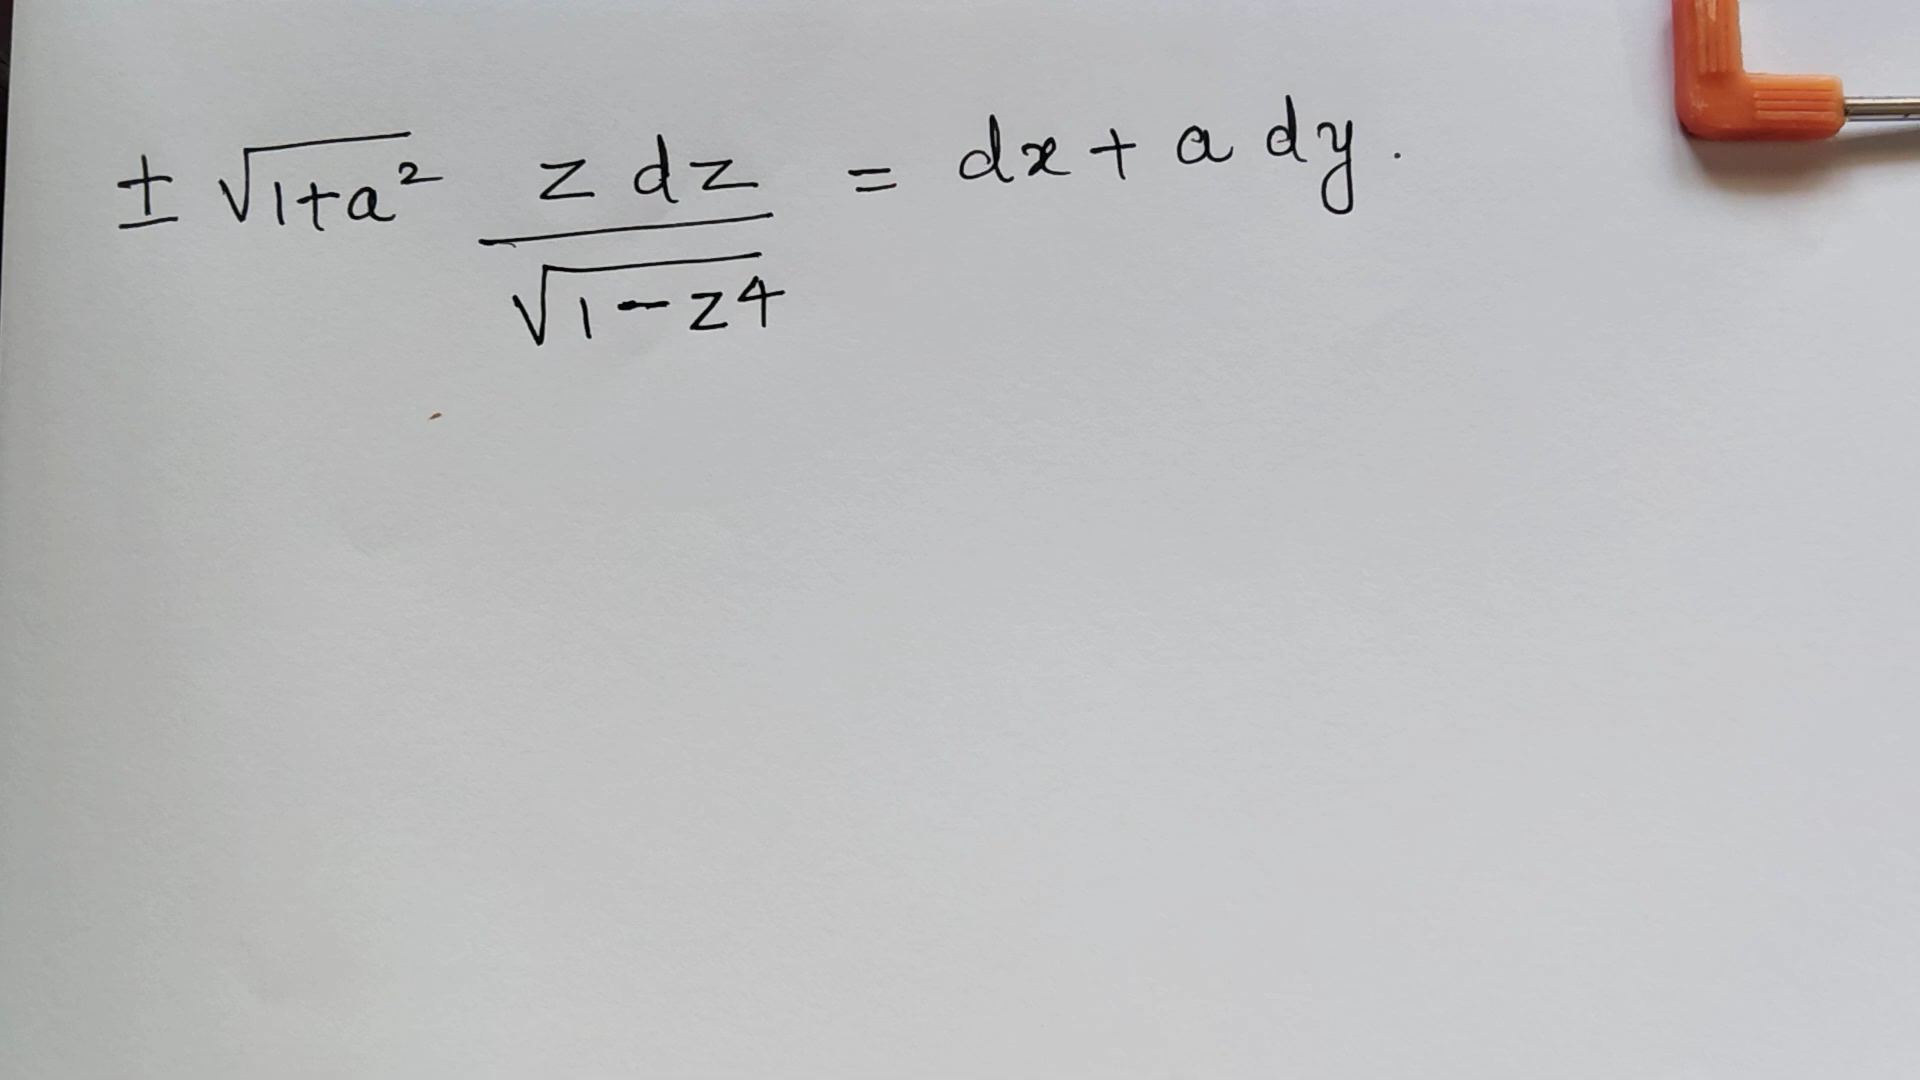 ± √(1+a²) z dz / √(1-z4) = dx + a dy.